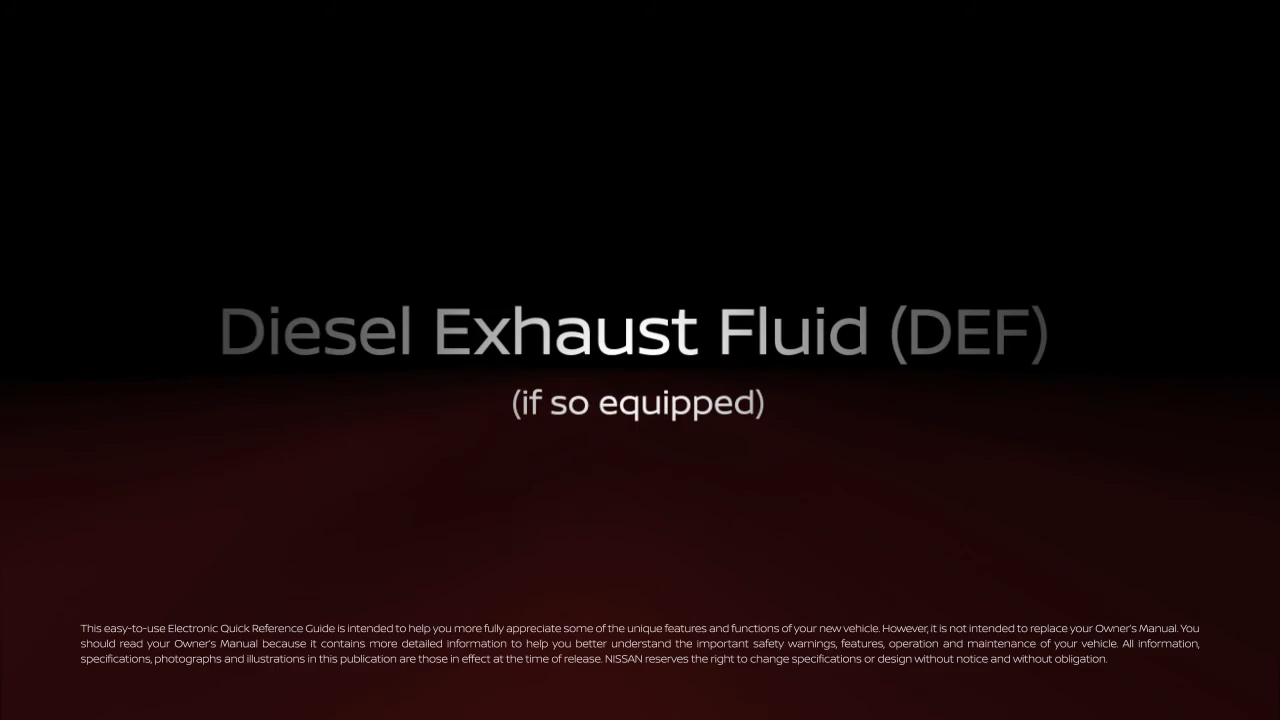 Diesel Exhaust Fluid (DEF)
(if so equipped)
This easy-to-use Electronic Quick Reference Guide is intended to help you more fully appreciate some of the unique features and functions of your new vehicle. However, it is not intended to replace your Owner's Manual. You
should read your Owner's Manual because it contains more detailed information to help you better understand the important safety warnings, features, operation and maintenance of your vehicle. All information,
specifications, photographs and illustrations in this publication are those in effect at the time of release. NISSAN reserves the right to change specifications or design without notice and without obligation.